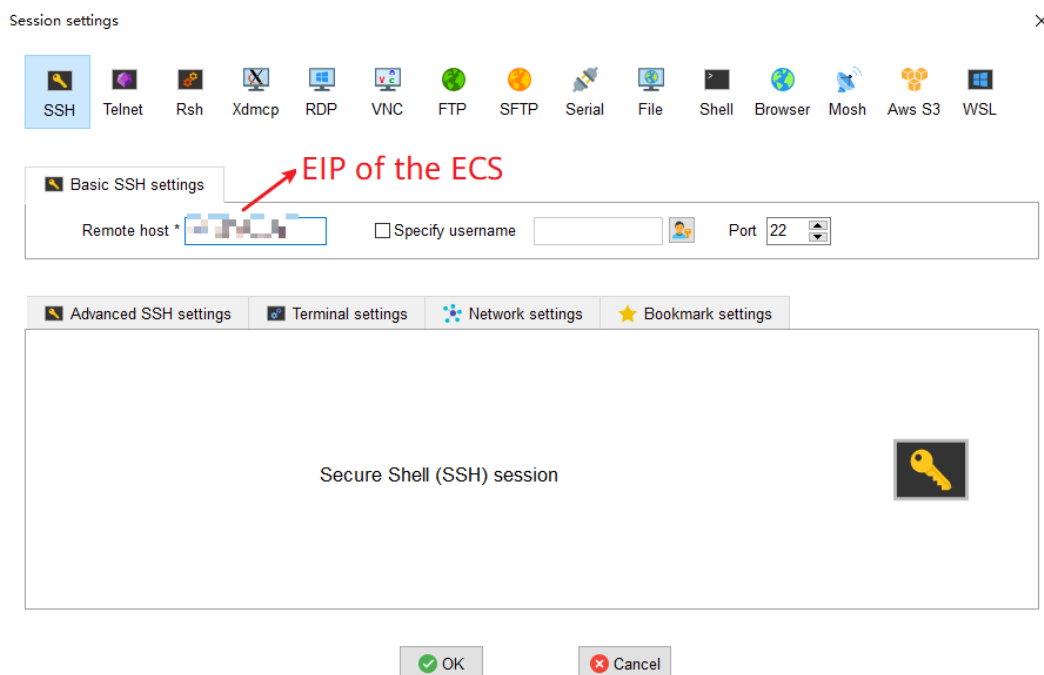 Session settings
SSH Telnet Rsh Xdmcp RDP VNC FTP SFTP Serial File Shell Browser Mosh Aws S3 WSL
EIP of the ECS
Basic SSH settings
Remote host * Specify username Port 22
Advanced SSH settings Terminal settings Network settings Bookmark settings
Secure Shell (SSH) session
OK Cancel